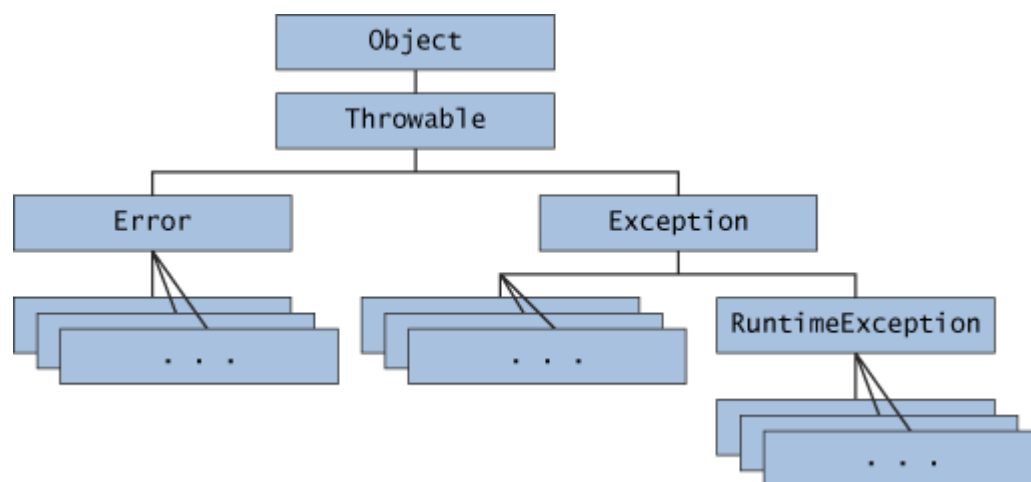 Object
Throwable
Error
Exception
RuntimeException
. . .
. . .
. . .